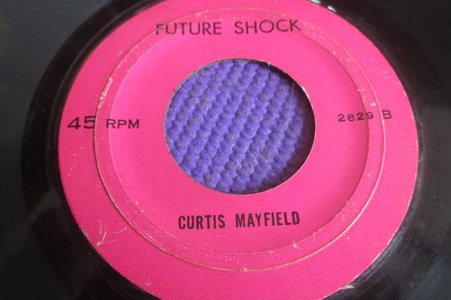 FUTURE SHOCK
45 RPM
2829 B
CURTIS MAYFIELD